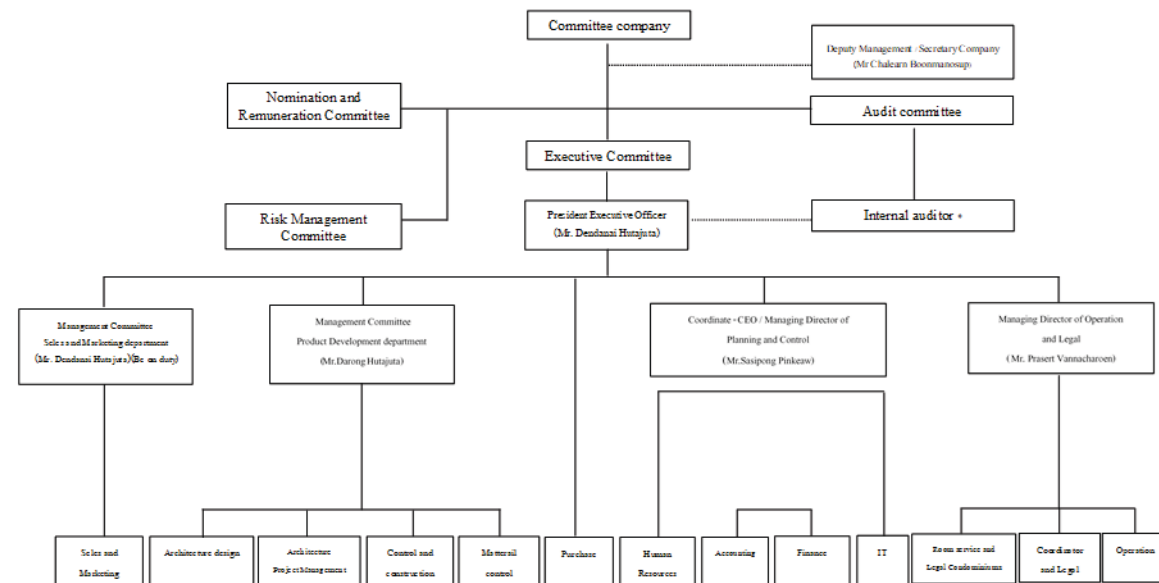 Committee company
Deputy Management / Secretary Company
(Mr Chalearn Boonmanosup)
Nomination and
Remuneration Committee
Audit committee
Executive Committee
Risk Management
Committee
President Executive Officer
(Mr. Dendanai Hutajuta)
Internal auditor *
Management Committee
Sales and Marketing department
(Mr. Dendanai Hutajuta)(Be on duty)
Management Committee
Product Development department
(Mr.Darong Hutajuta)
Coordinate - CEO / Managing Director of
Planning and Control
(Mr.Sasipong Pinkeaw)
Managing Director of Operation
and Legal
( Mr. Prasert Vannacharoen)
Sales and
Marketing
Architecture design
Architecture
Project Management
Control and
construction
Mattersil
control
Purchase
Human
Resources
Accounting
Finance
IT
Room service and
Legal Condominiums
Coordinator
and Legal
Operation